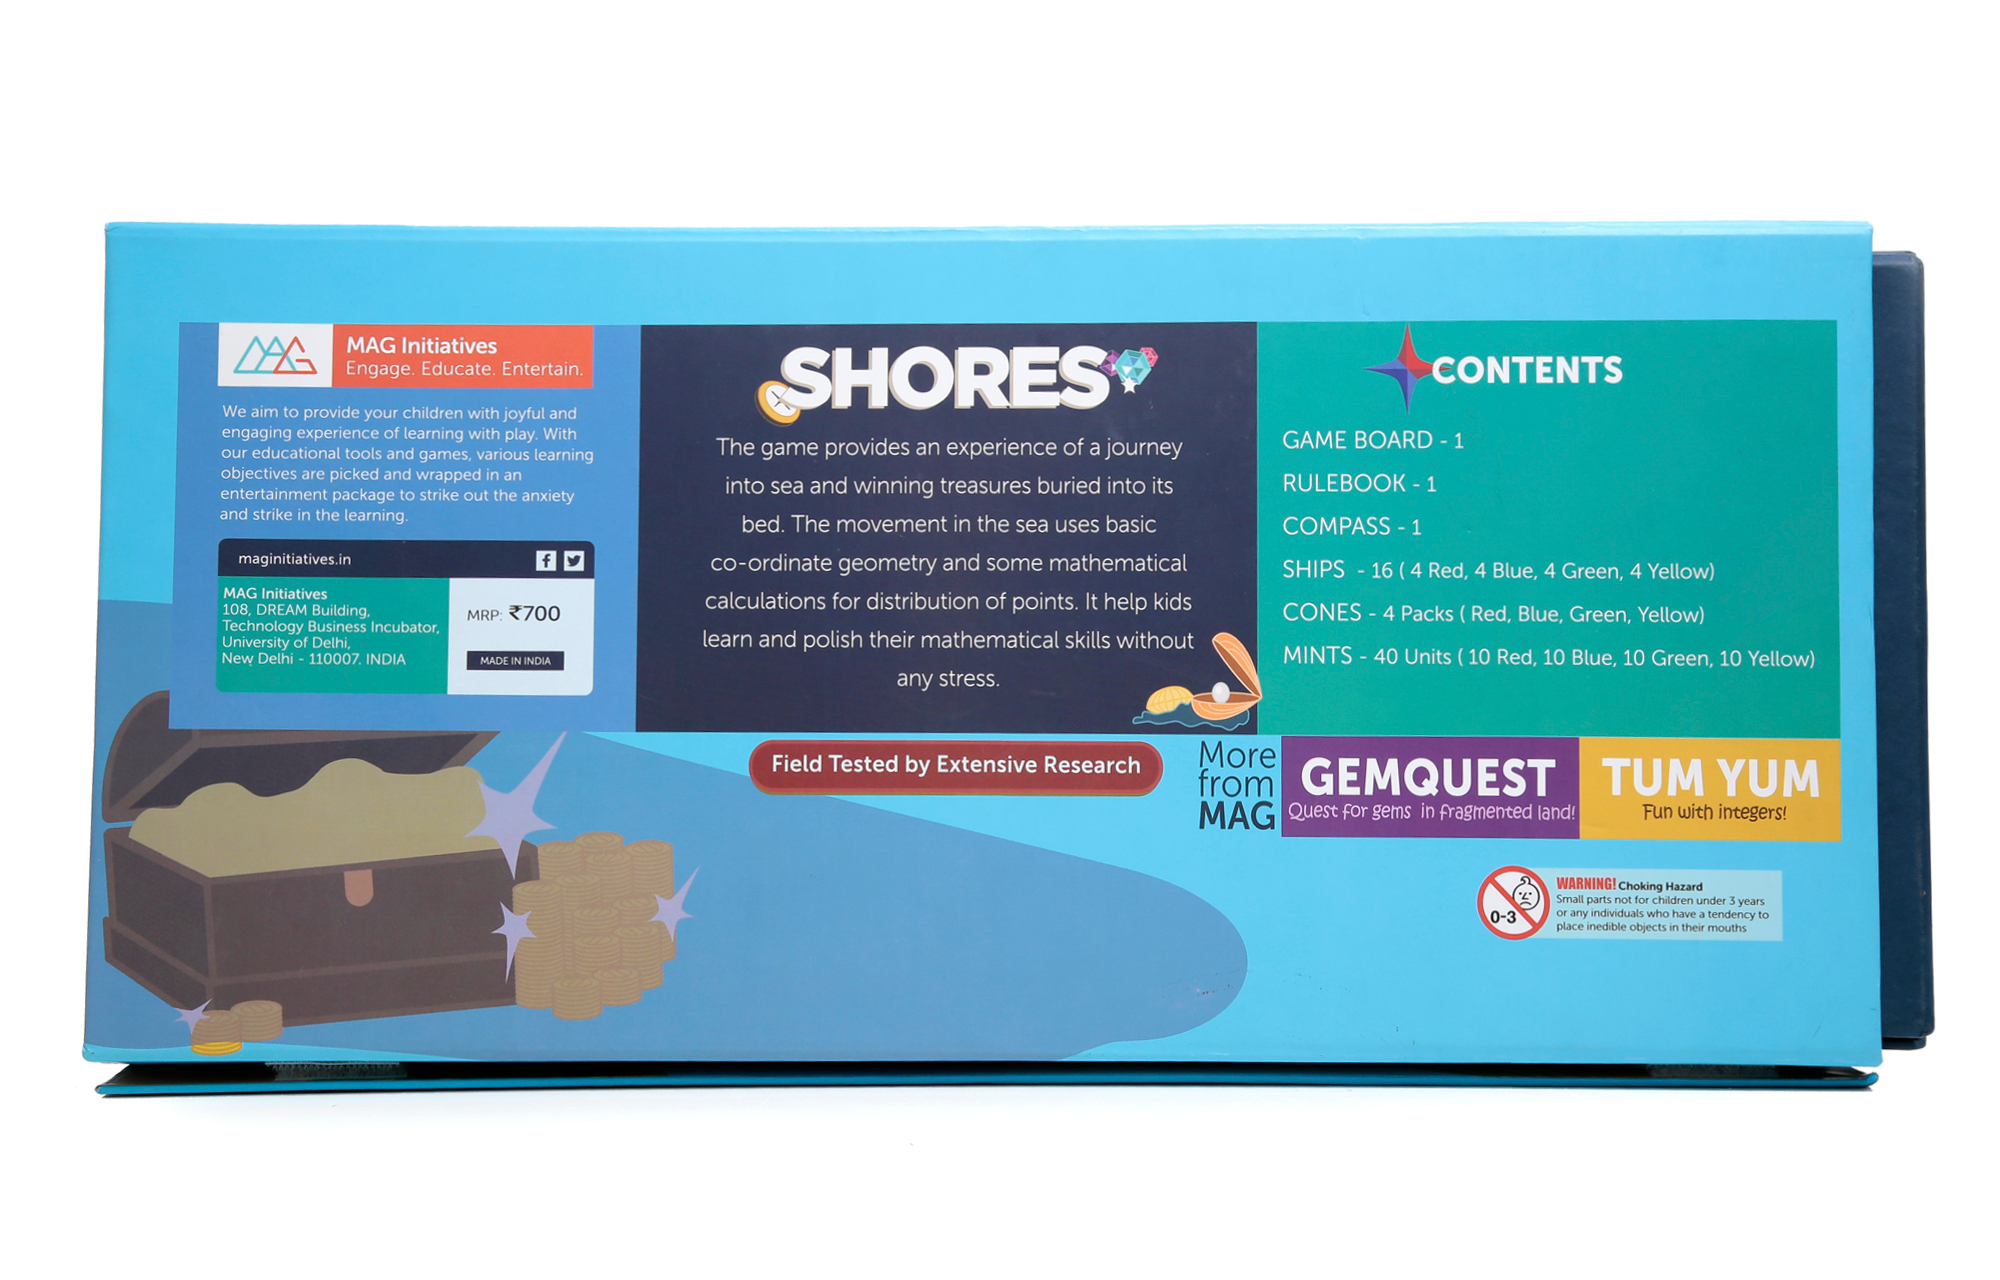 MAG
MAG Initiatives
Engage. Educate. Entertain.
We aim to provide your children with joyful and
engaging experience of learning with play. With
our educational tools and games, various learning
objectives are picked and wrapped in an
entertainment package to strike out the anxiety
and strike in the learning.
maginitiatives.in
MAG Initiatives
108, DREAM Building,
Technology Business Incubator,
University of Delhi,
New Delhi - 110007. INDIA
MRP: ₹700
MADE IN INDIA
SHORES
The game provides an experience of a journey
into sea and winning treasures buried into its
bed. The movement in the sea uses basic
co-ordinate geometry and some mathematical
calculations for distribution of points. It help kids
learn and polish their mathematical skills without
any stress.
CONTENTS
GAME BOARD - 1
RULEBOOK - 1
COMPASS - 1
SHIPS - 16 ( 4 Red, 4 Blue, 4 Green, 4 Yellow)
CONES - 4 Packs ( Red, Blue, Green, Yellow)
MINTS - 40 Units ( 10 Red, 10 Blue, 10 Green, 10 Yellow)
Field Tested by Extensive Research
More
from
MAG
GEMQUEST
Quest for gems in fragmented land!
TUM YUM
Fun with integers!
0-3
WARNING! Choking Hazard
Small parts not for children under 3 years
or any individuals who have a tendency to
place inedible objects in their mouths